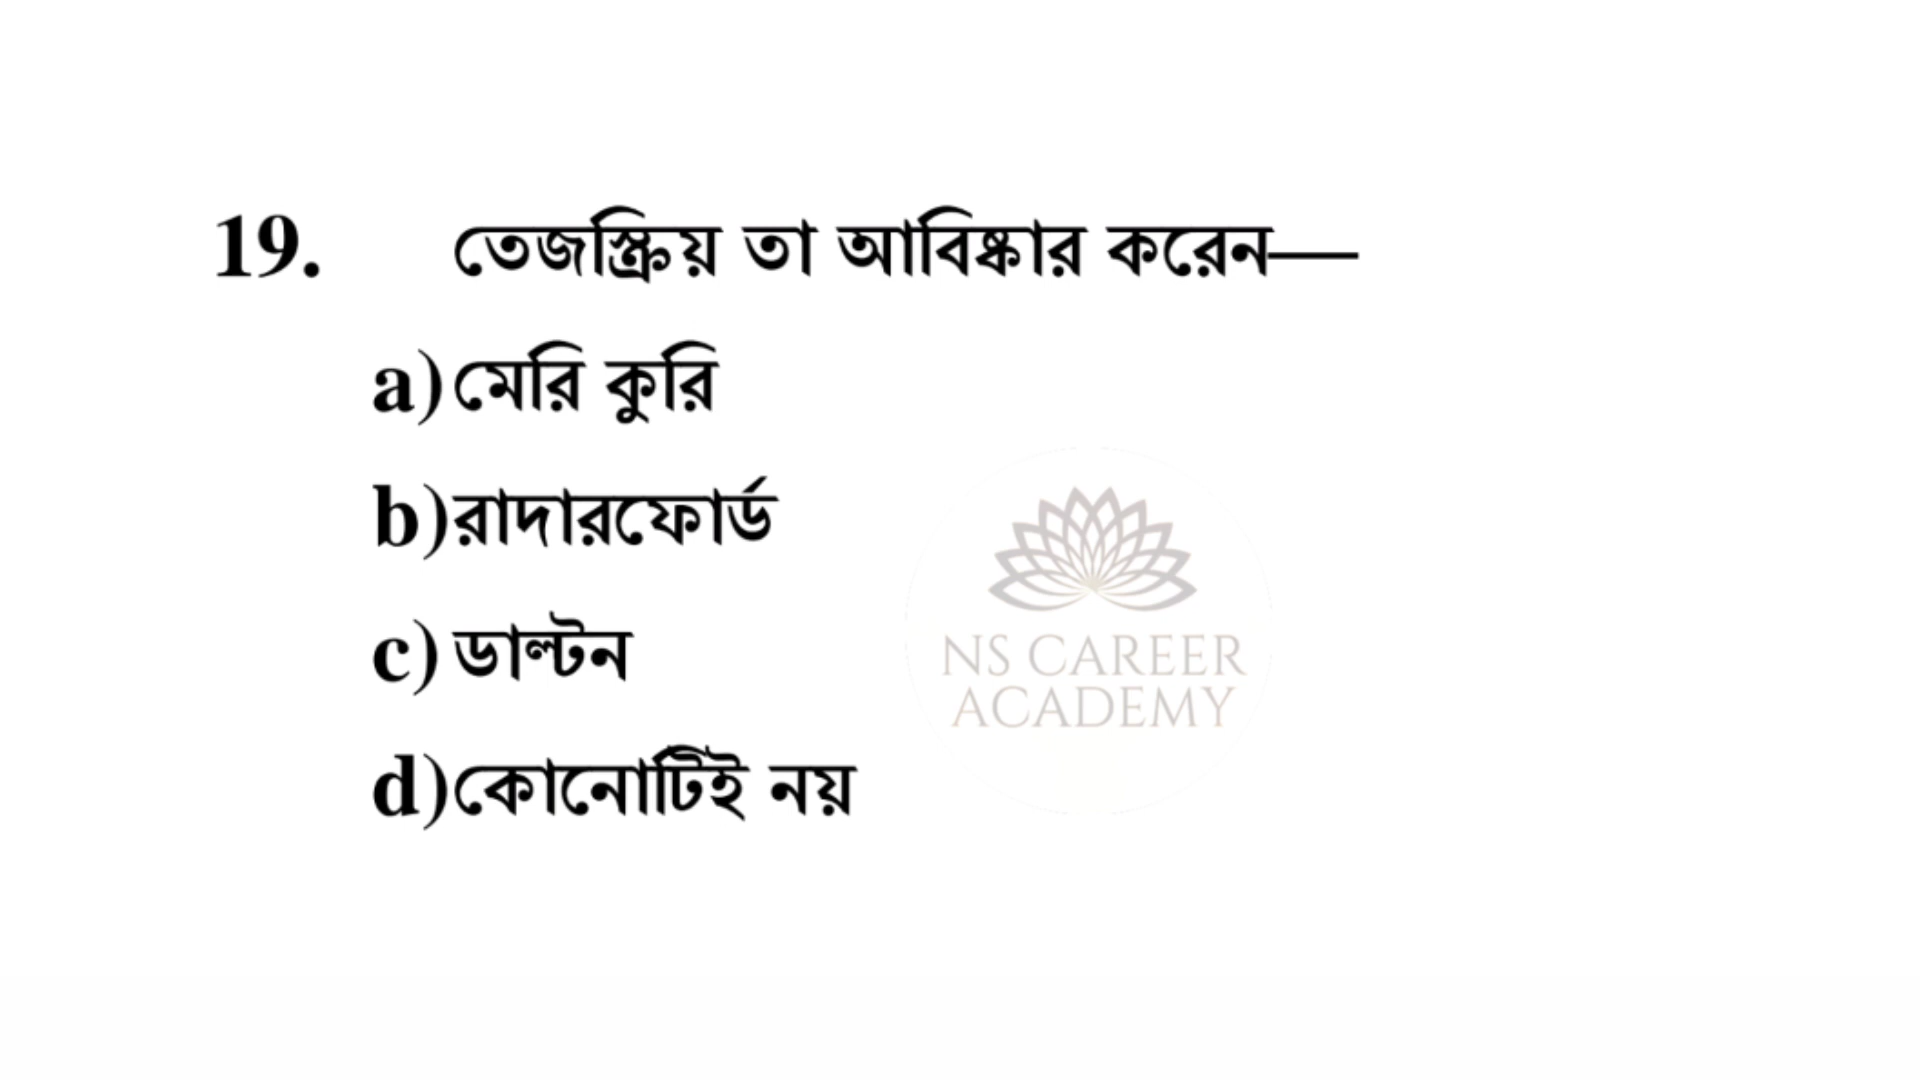 19. তেজস্ক্রিয় তা আবিষ্কার করেন—
a) মেরি কুরি
b) রাদারফোর্ড
c) ডাল্টন
d) কোনোটিই নয়
NS CAREER
ACADEMY